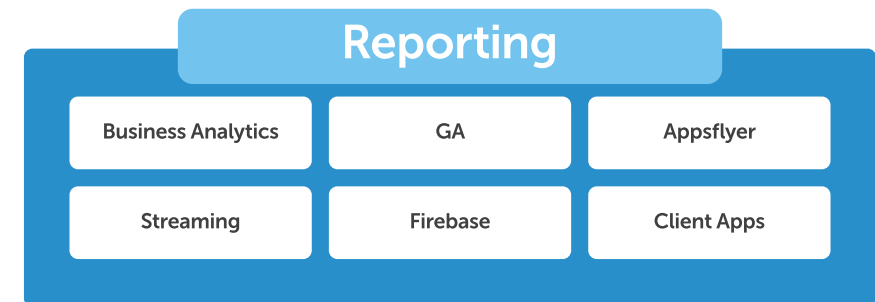 Reporting
Business Analytics
GA
Appsflyer
Streaming
Firebase
Client Apps